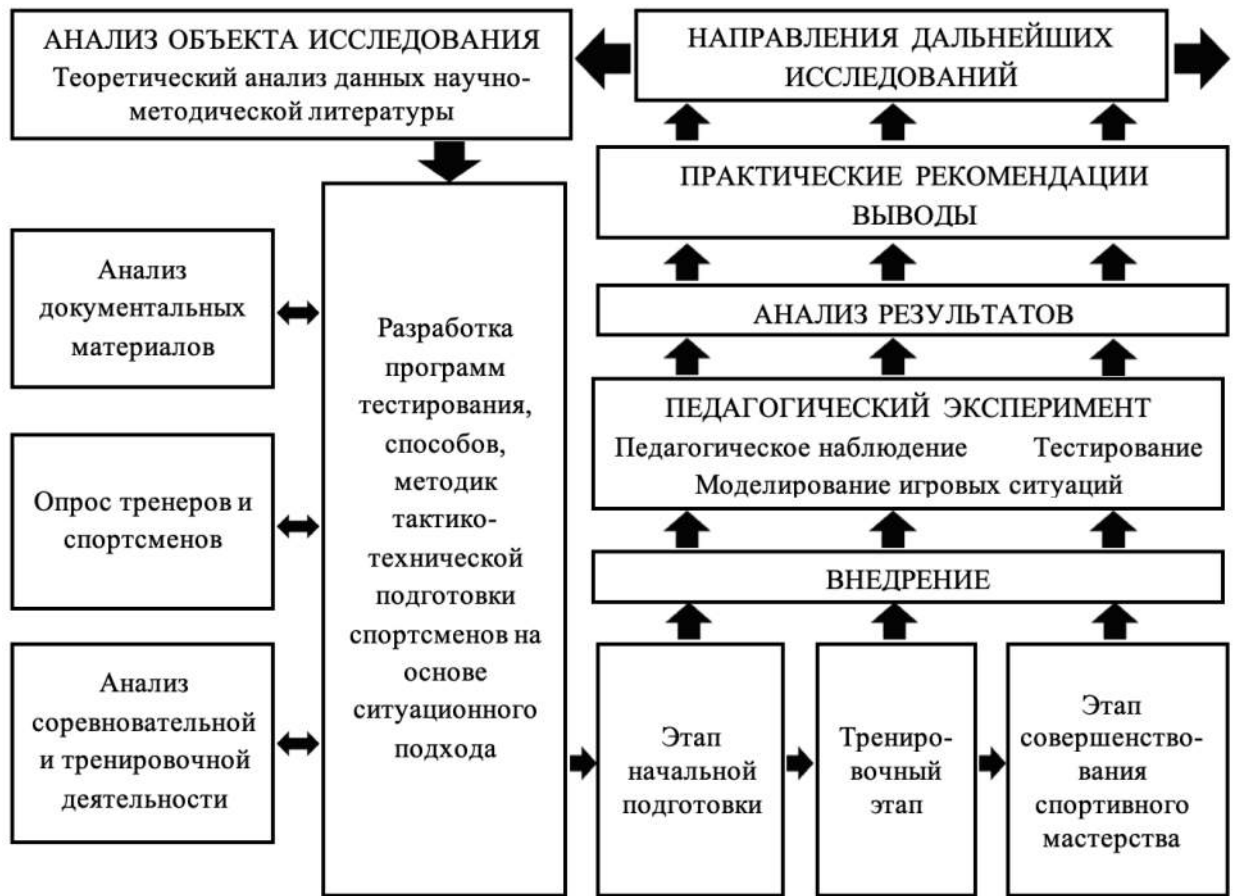 АНАЛИЗ ОБЪЕКТА ИССЛЕДОВАНИЯ
Теоретический анализ данных научно-
методической литературы
НАПРАВЛЕНИЯ ДАЛЬНЕЙШИХ
ИССЛЕДОВАНИЙ
ПРАКТИЧЕСКИЕ РЕКОМЕНДАЦИИ
ВЫВОДЫ
АНАЛИЗ РЕЗУЛЬТАТОВ
ПЕДАГОГИЧЕСКИЙ ЭКСПЕРИМЕНТ
Педагогическое наблюдение Тестирование
Моделирование игровых ситуаций
ВНЕДРЕНИЕ
Анализ
документальных
материалов
Опрос тренеров и
спортсменов
Анализ
соревновательной
и тренировочной
деятельности
Разработка
программ
тестирования,
способов,
методик
тактико-
технической
подготовки
спортсменов на
основе
ситуационного
подхода
Этап
начальной
подготовки
Трениро-
вочный
этап
Этап
совершенство-
вания
спортивного
мастерства